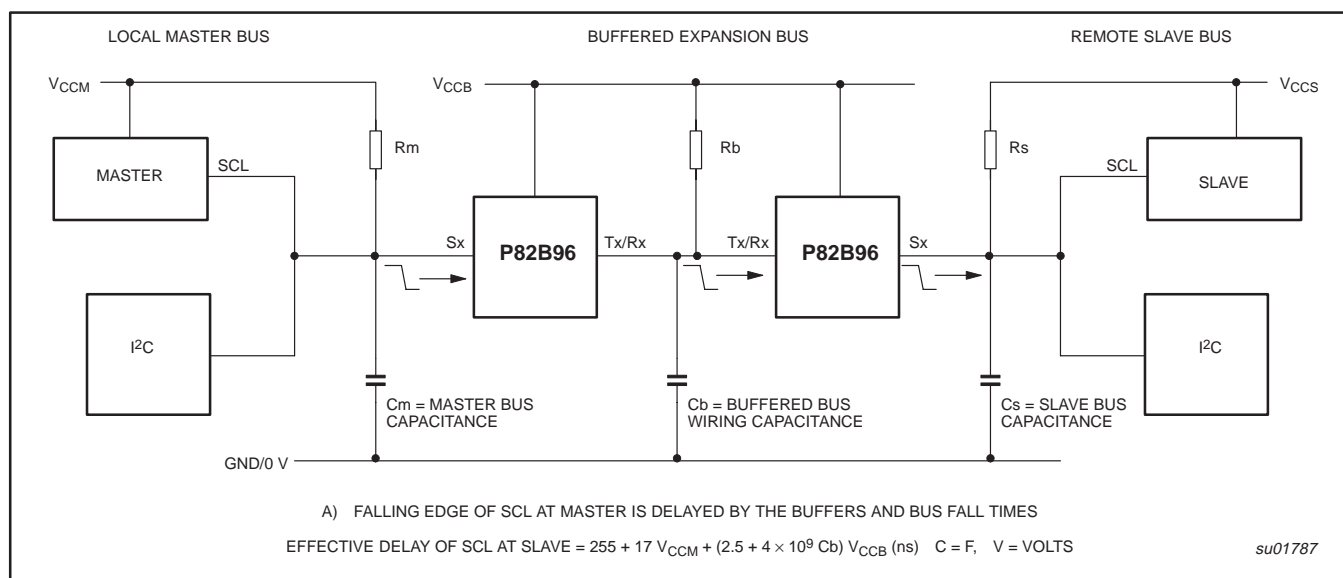 LOCAL MASTER BUS
BUFFERED EXPANSION BUS
REMOTE SLAVE BUS
VCCM
VCCB
VCCS
Rm
Rb
Rs
MASTER
SCL
SCL
SLAVE
Sx
P82B96
Tx/Rx
Tx/Rx
P82B96
Sx
I²C
I²C
Cm = MASTER BUS
CAPACITANCE
Cb = BUFFERED BUS
WIRING CAPACITANCE
Cs = SLAVE BUS
CAPACITANCE
GND/0 V
A) FALLING EDGE OF SCL AT MASTER IS DELAYED BY THE BUFFERS AND BUS FALL TIMES
EFFECTIVE DELAY OF SCL AT SLAVE = 255 + 17 VCCM + (2.5 + 4 × 10⁹ Cb) VCCB (ns) C = F, V = VOLTS
su01787